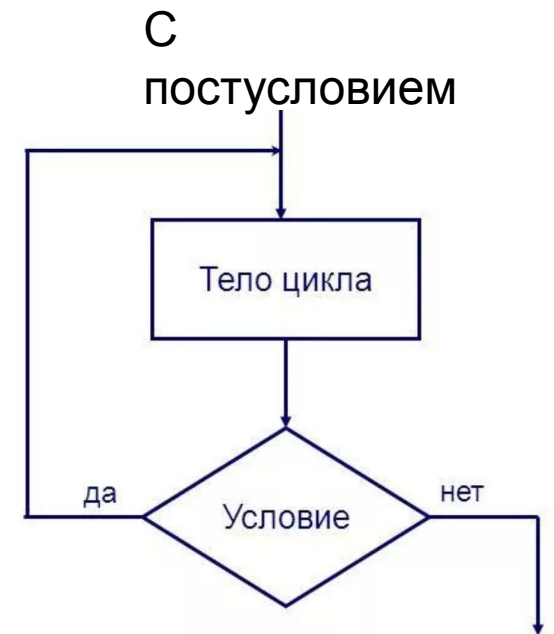 С
постусловием
Тело цикла
да
Условие
нет